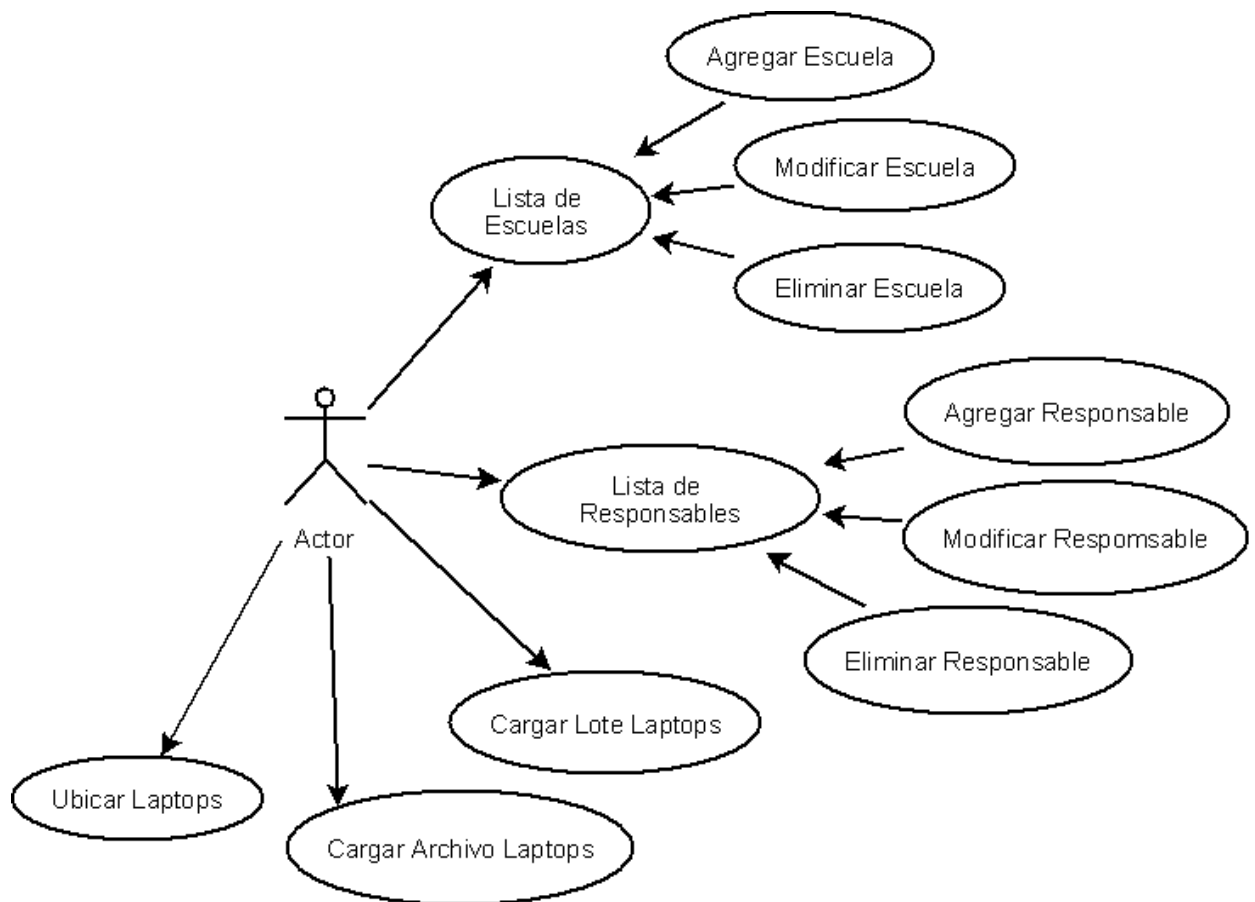 Agregar Escuela
Modificar Escuela
Lista de
Escuelas
Eliminar Escuela
Agregar Responsable
Lista de
Responsables
Modificar Respomsable
Actor
Eliminar Responsable
Cargar Lote Laptops
Ubicar Laptops
Cargar Archivo Laptops